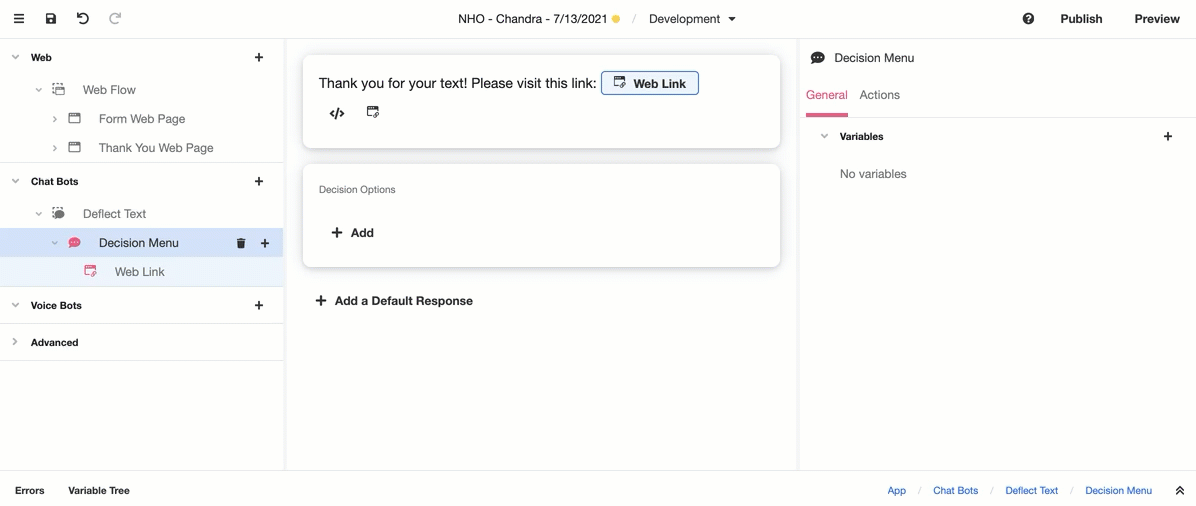 NHO - Chandra - 7/13/2021 / Development
Publish
Preview
Web
Web Flow
Form Web Page
Thank You Web Page
Chat Bots
Deflect Text
Decision Menu
Web Link
Voice Bots
Advanced
Thank you for your text! Please visit this link: Web Link
</>
Decision Options
Add
Add a Default Response
Decision Menu
General Actions
Variables
No variables
Errors Variable Tree
App / Chat Bots / Deflect Text / Decision Menu